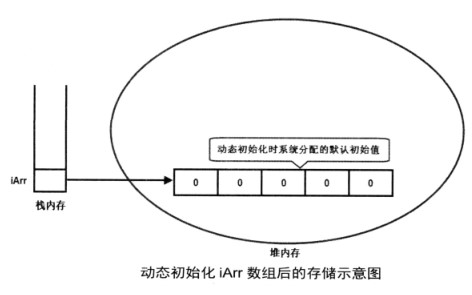 动态初始化时系统分配的默认初始值
iArr
0 0 0 0 0
栈内存
堆内存
动态初始化 iArr 数组后的存储示意图